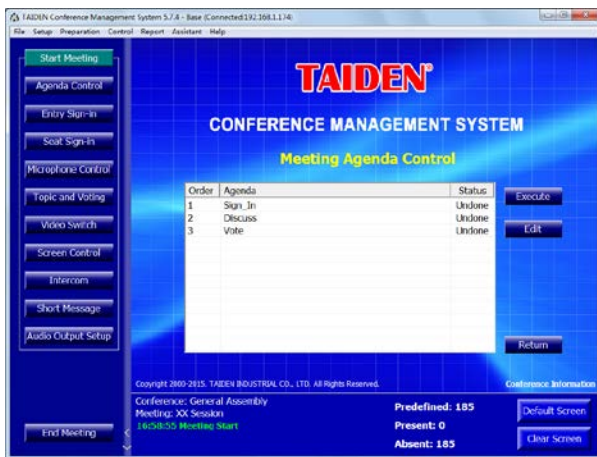 TAIDEN Conference Management System 5.7.4 - Base (Connected:192.168.1.174)
File Setup Preparation Control Report Assistant Help
Start Meeting
Agenda Control
Entry Sign-in
Seat Sign-in
Microphone Control
Topic and Voting
Video Switch
Screen Control
Intercom
Short Message
Audio Output Setup
End Meeting
TAIDEN®
CONFERENCE MANAGEMENT SYSTEM
Meeting Agenda Control
Order Agenda Status
1 Sign_In Undone
2 Discuss Undone
3 Vote Undone
Execute
Edit
Return
Copyright 2000-2015. TAIDEN INDUSTRIAL CO., LTD. All Rights Reserved.
Conference Information
Conference: General Assembly
Meeting: XX Session
16:58:55 Meeting Start
Predefined: 185
Present: 0
Absent: 185
Default Screen
Clear Screen